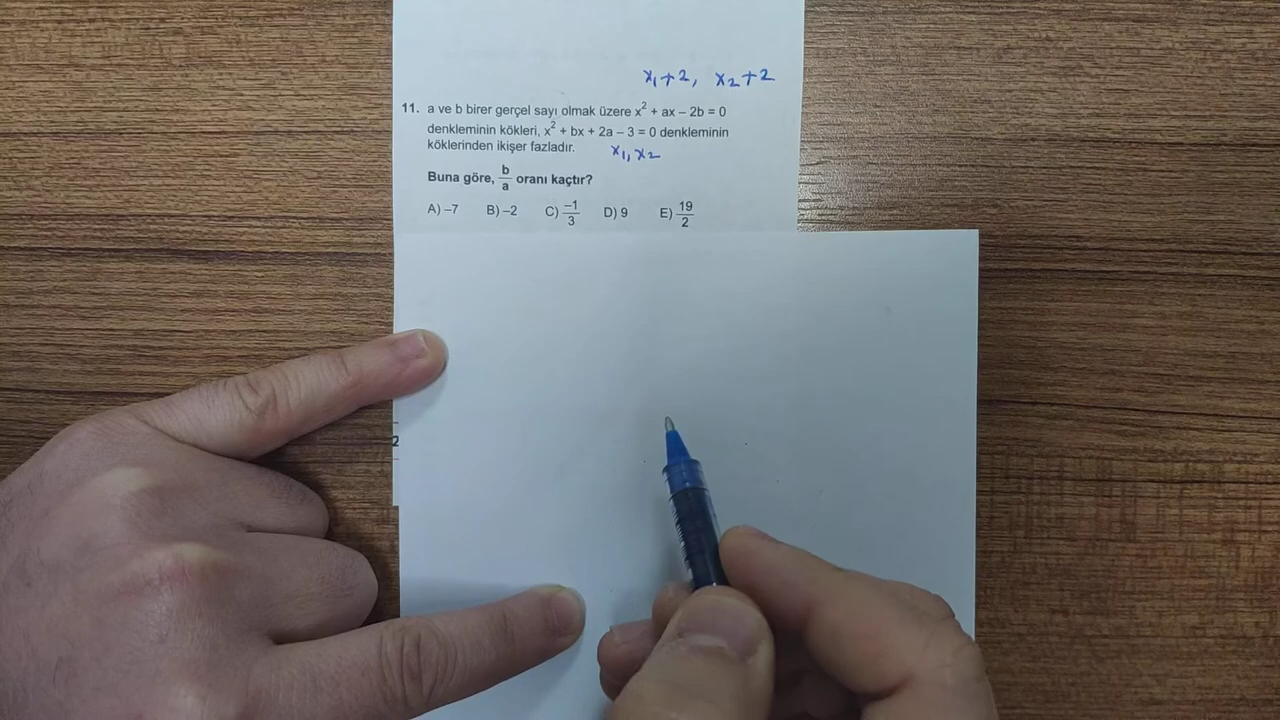 x₁+2, x₂+2
11. a ve b birer gerçel sayı olmak üzere x² + ax – 2b = 0
denkleminin kökleri, x² + bx + 2a – 3 = 0 denkleminin
köklerinden ikişer fazladır.
x₁, x₂
Buna göre, b/a oranı kaçtır?
A) –7 B) –2 C) –1/3 D) 9 E) 19/2
2